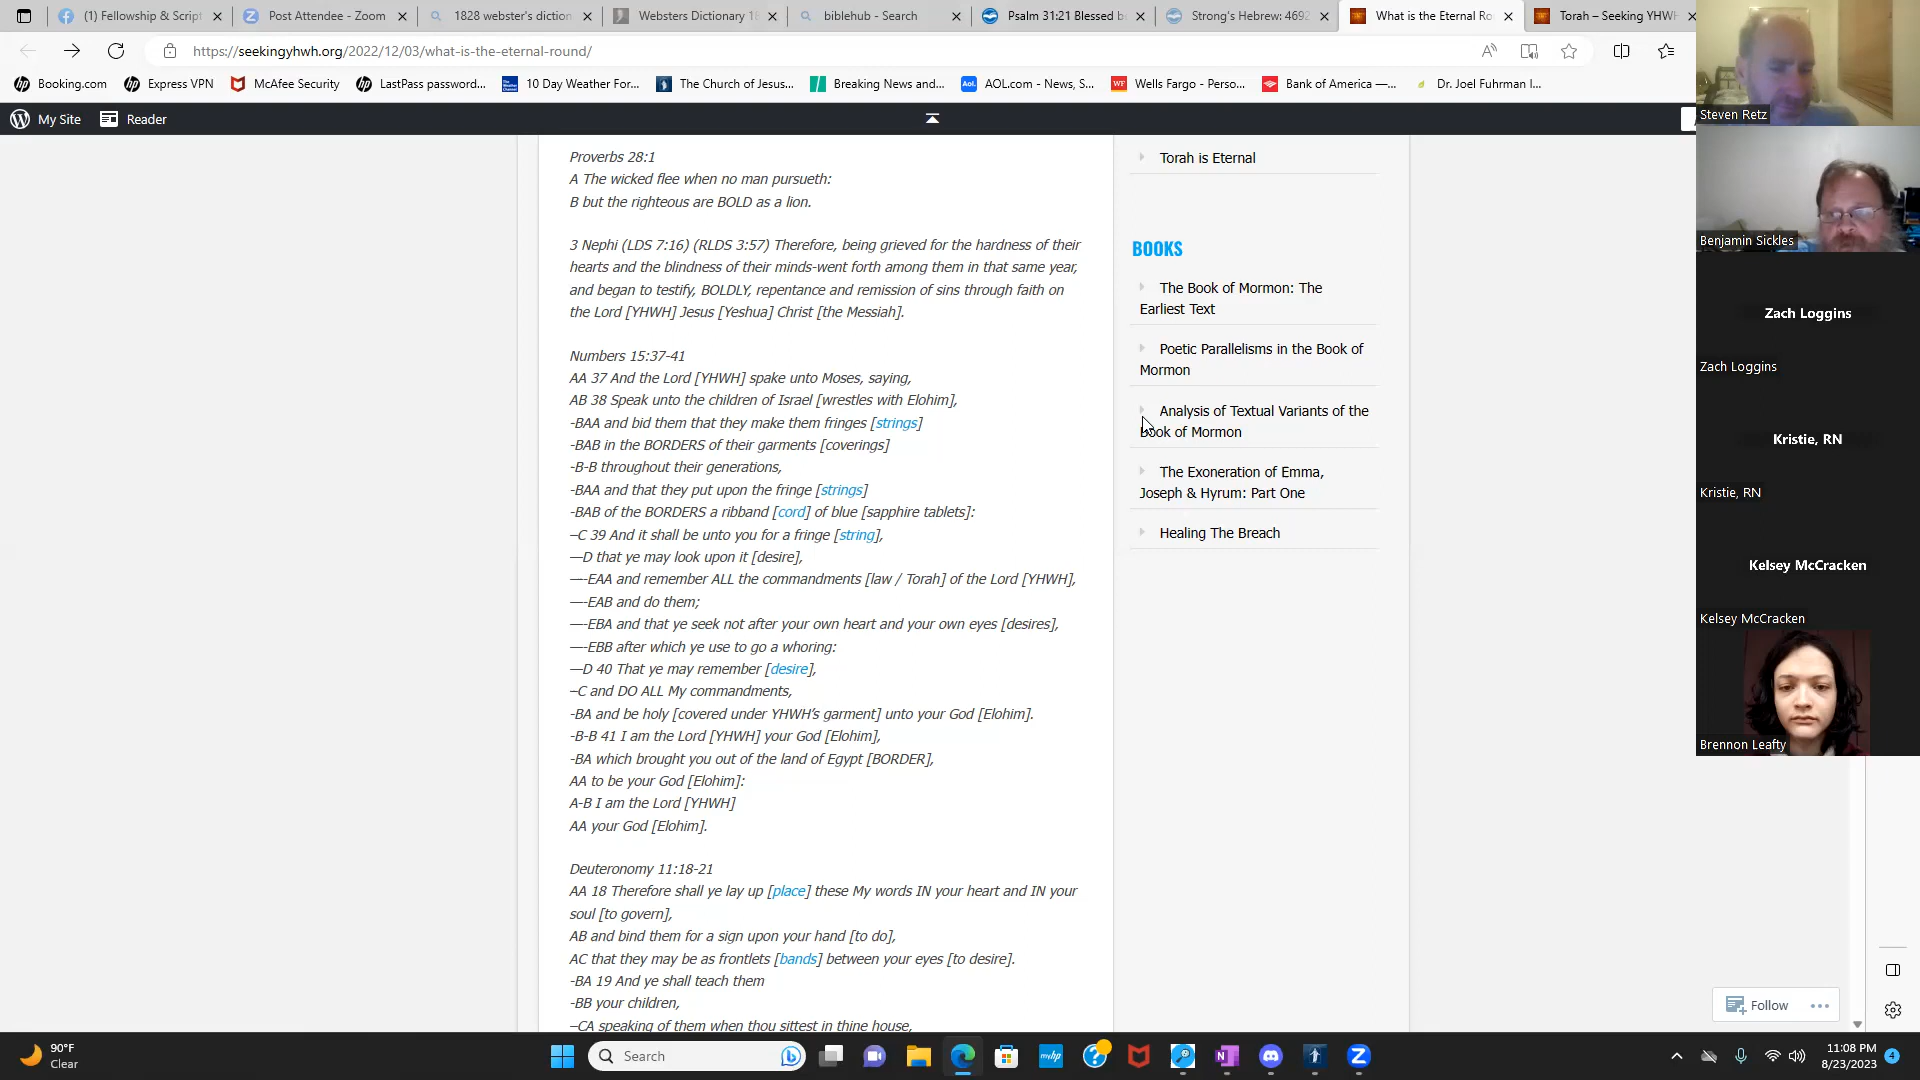 (1) Fellowship & Script
Post Attendee - Zoom
1828 webster's diction
Websters Dictionary 18
biblehub - Search
Psalm 31:21 Blessed be
Strong's Hebrew: 4692
What is the Eternal Ro
Torah – Seeking YHWH
https://seekingyhwh.org/2022/12/03/what-is-the-eternal-round/
Booking.com
Express VPN
McAfee Security
LastPass password...
10 Day Weather For...
The Church of Jesus...
Breaking News and...
AOL.com - News, S...
Wells Fargo - Perso...
Bank of America —...
Dr. Joel Fuhrman I...
My Site
Reader
Proverbs 28:1
A The wicked flee when no man pursueth:
B but the righteous are BOLD as a lion.
3 Nephi (LDS 7:16) (RLDS 3:57) Therefore, being grieved for the hardness of their
hearts and the blindness of their minds-went forth among them in that same year,
and began to testify, BOLDLY, repentance and remission of sins through faith on
the Lord [YHWH] Jesus [Yeshua] Christ [the Messiah].
Numbers 15:37-41
AA 37 And the Lord [YHWH] spake unto Moses, saying,
AB 38 Speak unto the children of Israel [wrestles with Elohim],
-BAA and bid them that they make them fringes [strings]
-BAB in the BORDERS of their garments [coverings]
-B-B throughout their generations,
-BAA and that they put upon the fringe [strings]
-BAB of the BORDERS a ribband [cord] of blue [sapphire tablets]:
–C 39 And it shall be unto you for a fringe [string],
—D that ye may look upon it [desire],
—-EAA and remember ALL the commandments [law / Torah] of the Lord [YHWH],
—-EAB and do them;
—-EBA and that ye seek not after your own heart and your own eyes [desires],
—-EBB after which ye use to go a whoring:
—D 40 That ye may remember [desire],
–C and DO ALL My commandments,
-BA and be holy [covered under YHWH's garment] unto your God [Elohim].
-B-B 41 I am the Lord [YHWH] your God [Elohim],
-BA which brought you out of the land of Egypt [BORDER],
AA to be your God [Elohim]:
A-B I am the Lord [YHWH]
AA your God [Elohim].
Deuteronomy 11:18-21
AA 18 Therefore shall ye lay up [place] these My words IN your heart and IN your
soul [to govern],
AB and bind them for a sign upon your hand [to do],
AC that they may be as frontlets [bands] between your eyes [to desire].
-BA 19 And ye shall teach them
-BB your children,
–CA speaking of them when thou sittest in thine house,
Torah is Eternal
BOOKS
The Book of Mormon: The
Earliest Text
Poetic Parallelisms in the Book of
Mormon
Analysis of Textual Variants of the
Book of Mormon
The Exoneration of Emma,
Joseph & Hyrum: Part One
Healing The Breach
Steven Retz
Benjamin Sickles
Zach Loggins
Zach Loggins
Kristie, RN
Kristie, RN
Kelsey McCracken
Kelsey McCracken
Brennon Leafty
Follow
90°F
Clear
Search
11:08 PM
8/23/2023
4